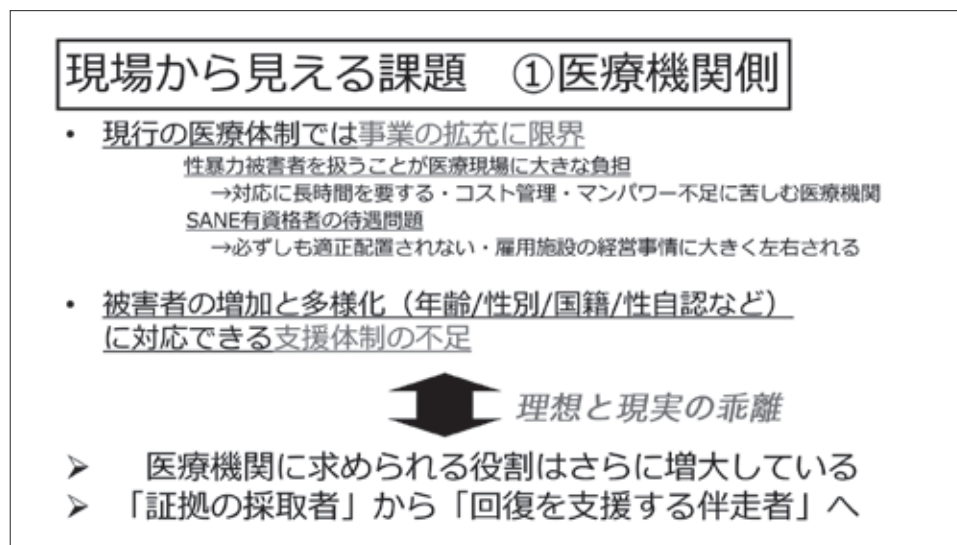 現場から見える課題　①医療機関側
• 現行の医療体制では事業の拡充に限界
性暴力被害者を扱うことが医療現場に大きな負担
→対応に長時間を要する・コスト管理・マンパワー不足に苦しむ医療機関
SANE有資格者の待遇問題
→必ずしも適正配置されない・雇用施設の経営事情に大きく左右される
• 被害者の増加と多様化（年齢/性別/国籍/性自認など）
に対応できる支援体制の不足
理想と現実の乖離
➢ 医療機関に求められる役割はさらに増大している
➢ 「証拠の採取者」から「回復を支援する伴走者」へ